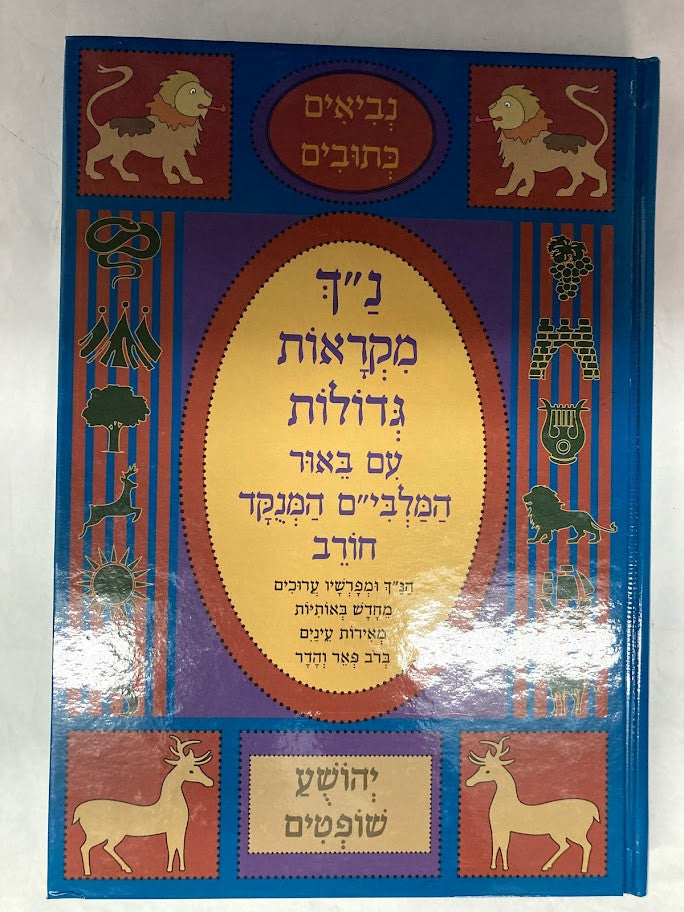 נְבִיאִים
כְּתוּבִים
נַ"ךְ
מִקְרָאוֹת
גְּדוֹלוֹת
עִם בֵּאוּר
הַמַּלְבִּי"ם הַמְּנֻקָּד
חוֹרֵב
הַנַּ"ךְ וּמְפָרְשָׁיו עֲרוּכִים
מֵחָדָשׁ בְּאוֹתִיּוֹת
מְאִירוֹת עֵינַיִם
בְּרֹב פְּאֵר וְהָדָר
יְהוֹשֻׁעַ
שׁוֹפְטִים